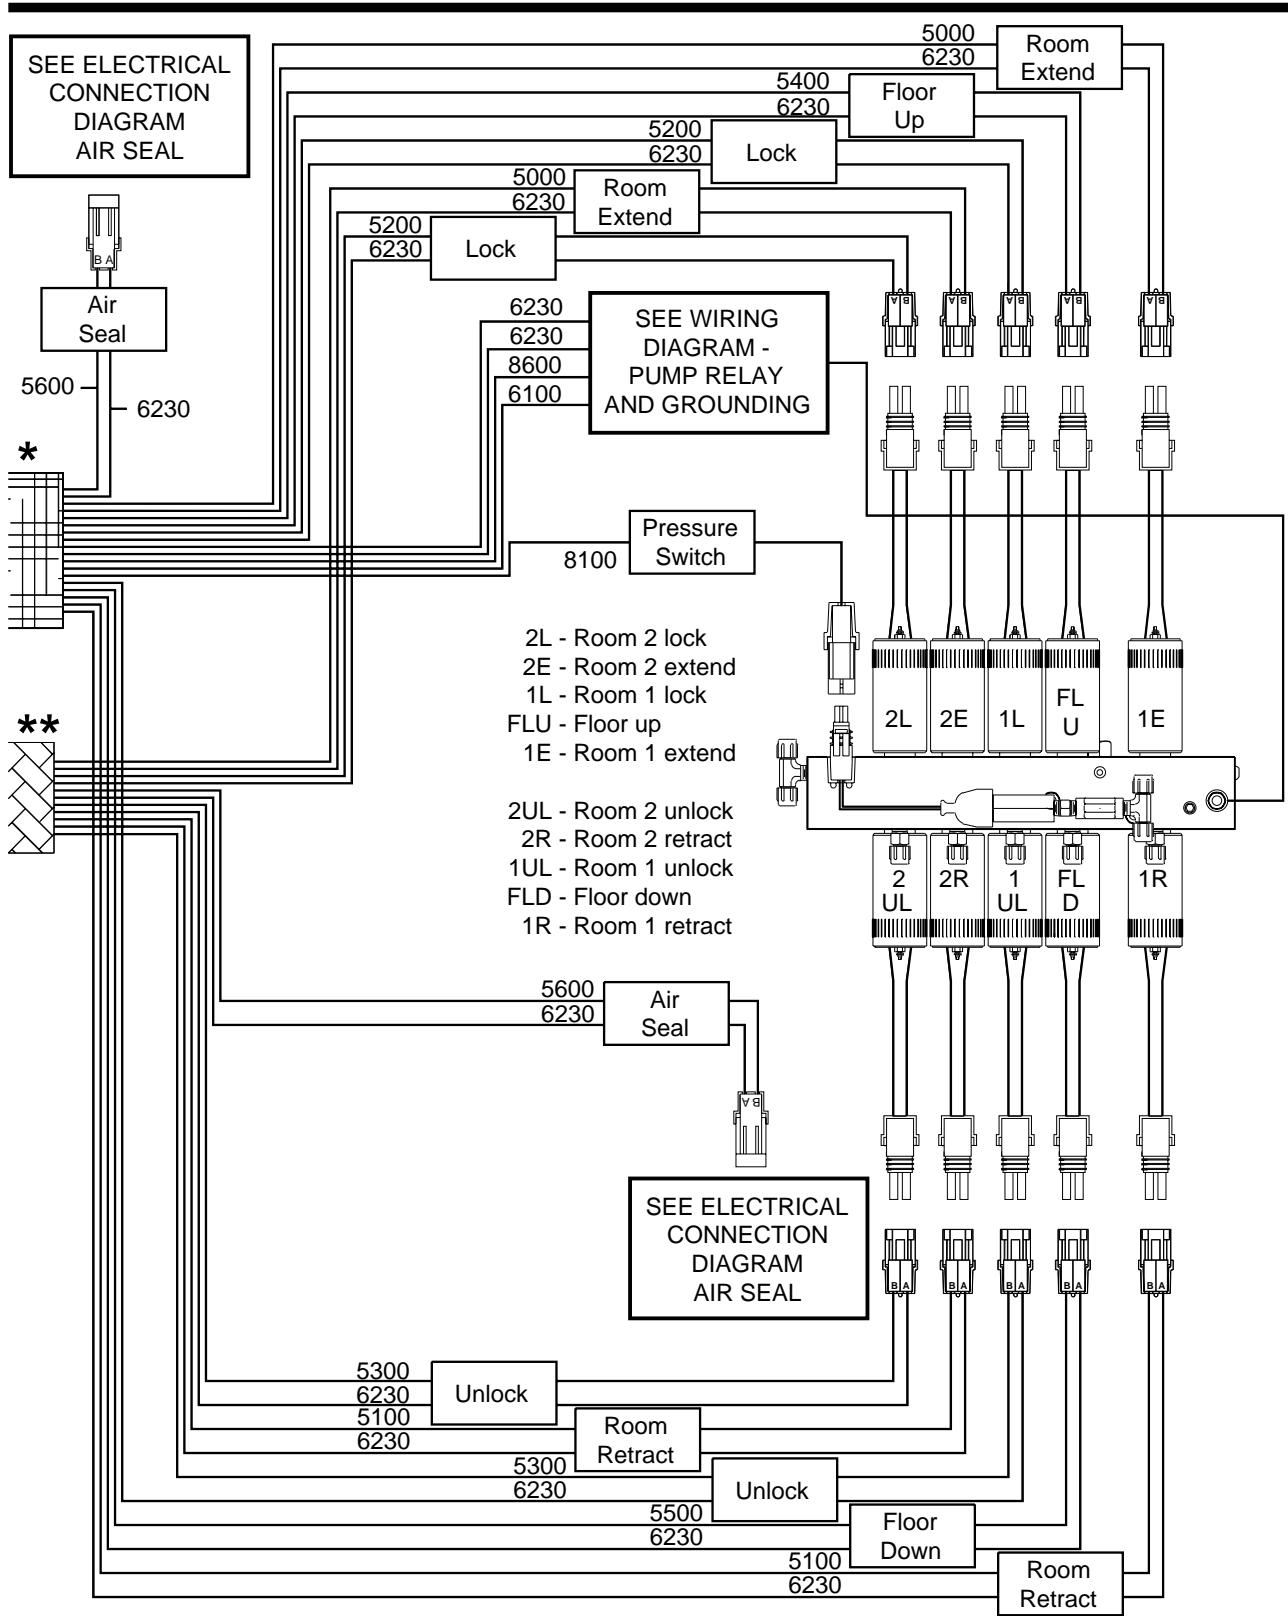 5000
6230
Room
Extend
SEE ELECTRICAL
CONNECTION
DIAGRAM
AIR SEAL
5400
6230
Floor
Up
5200
6230
Lock
5000
6230
Room
Extend
5200
6230
Lock
B A
Air
Seal
5600
6230
6230
6230
8600
6100
SEE WIRING
DIAGRAM -
PUMP RELAY
AND GROUNDING
A B
A B
A B
A B
A B
*
8100
Pressure
Switch
2L - Room 2 lock
2E - Room 2 extend
1L - Room 1 lock
FLU - Floor up
1E - Room 1 extend
2UL - Room 2 unlock
2R - Room 2 retract
1UL - Room 1 unlock
FLD - Floor down
1R - Room 1 retract
2L
2E
1L
FL
U
1E
**
2
UL
2R
1
UL
FL
D
1R
5600
6230
Air
Seal
A B
SEE ELECTRICAL
CONNECTION
DIAGRAM
AIR SEAL
B A
B A
B A
B A
B A
5300
6230
Unlock
5100
6230
Room
Retract
5300
6230
Unlock
5500
6230
Floor
Down
5100
6230
Room
Retract